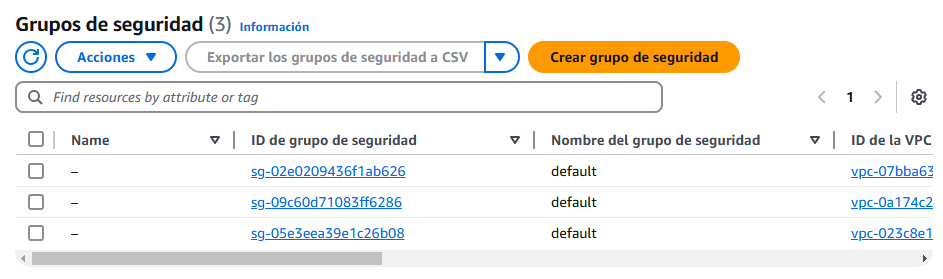 Grupos de seguridad (3) Información
Acciones Exportar los grupos de seguridad a CSV Crear grupo de seguridad
Find resources by attribute or tag 1
Name ID de grupo de seguridad Nombre del grupo de seguridad ID de la VPC
– sg-02e0209436f1ab626 default vpc-07bba63
– sg-09c60d71083ff6286 default vpc-0a174c2
– sg-05e3eea39e1c26b08 default vpc-023c8e1